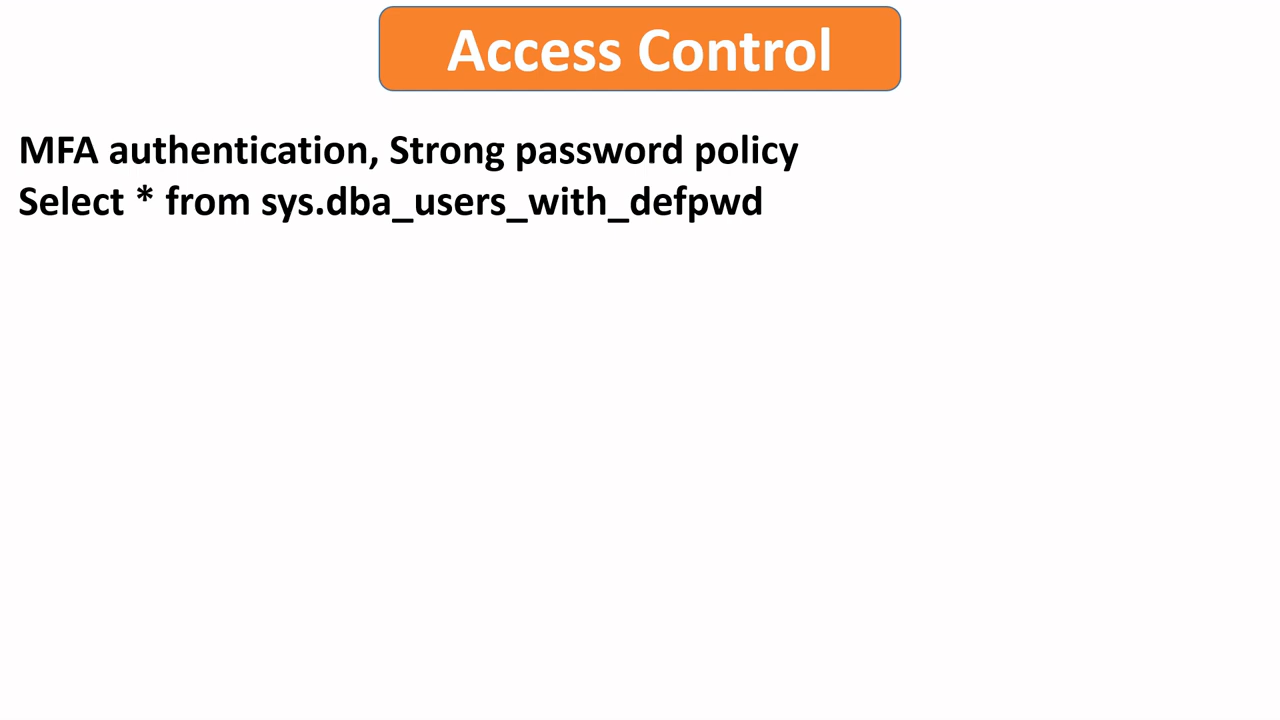 Access Control
MFA authentication, Strong password policy
Select * from sys.dba_users_with_defpwd